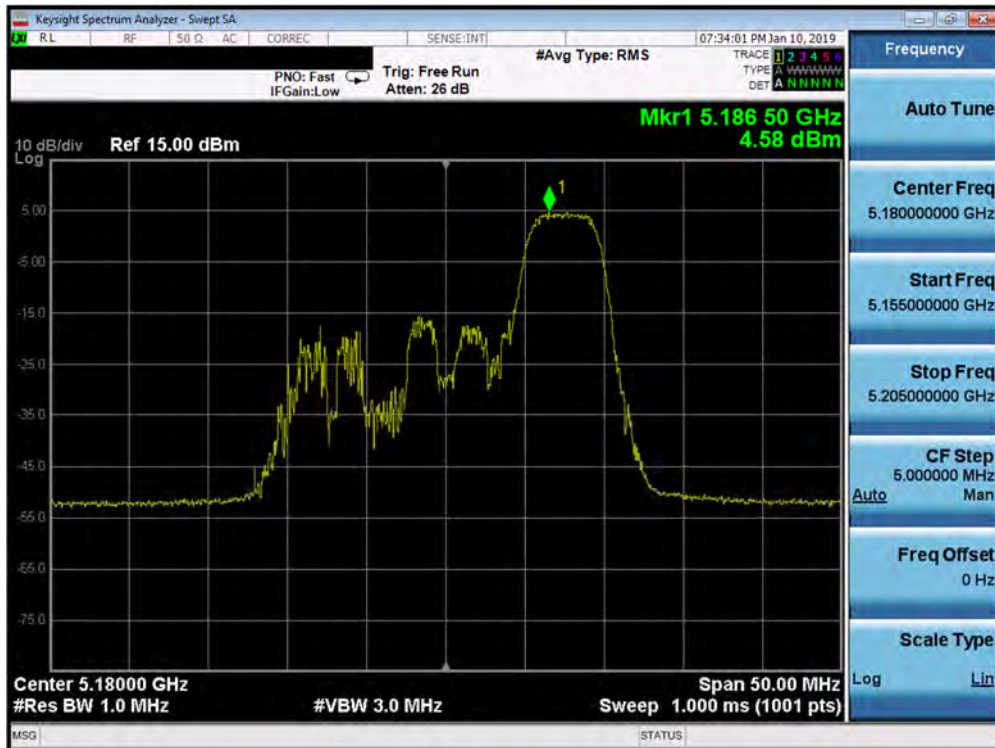 Keysight Spectrum Analyzer - Swept SA
LXI RL RF 50 Ω AC CORREC SENSE:INT 07:34:01 PM Jan 10, 2019
#Avg Type: RMS
TRACE 1 2 3 4 5 6
PNO: Fast Trig: Free Run
TYPE A WWWWW
IFGain:Low Atten: 26 dB
DET A N N N N N
Mkr1 5.186 50 GHz
4.58 dBm
10 dB/div Ref 15.00 dBm
Log
1
5.00
-5.00
-15.0
-25.0
-35.0
-45.0
-55.0
-65.0
-75.0
Center 5.18000 GHz Span 50.00 MHz
#Res BW 1.0 MHz #VBW 3.0 MHz Sweep 1.000 ms (1001 pts)
MSG STATUS
Frequency
Auto Tune
Center Freq
5.180000000 GHz
Start Freq
5.155000000 GHz
Stop Freq
5.205000000 GHz
CF Step
5.000000 MHz
Auto Man
Freq Offset
0 Hz
Scale Type
Log Lin